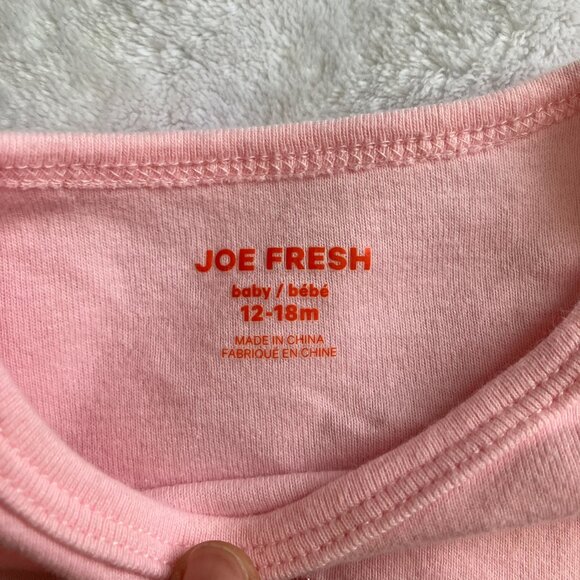 JOE FRESH
baby / bébé
12-18m
MADE IN CHINA
FABRIQUÉ EN CHINE